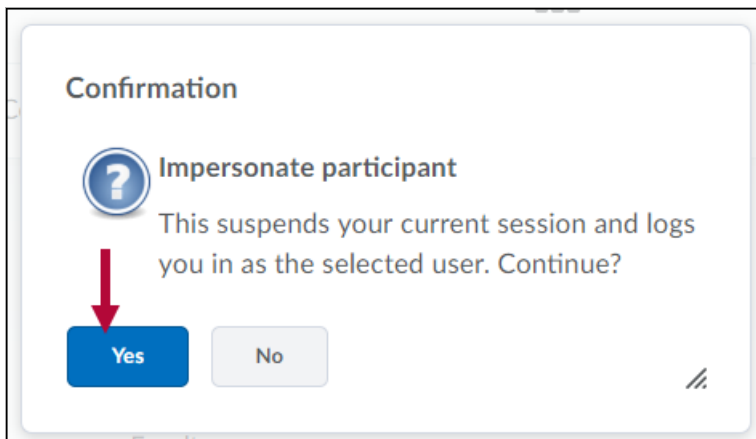 Confirmation
Impersonate participant
This suspends your current session and logs
you in as the selected user. Continue?
Yes
No